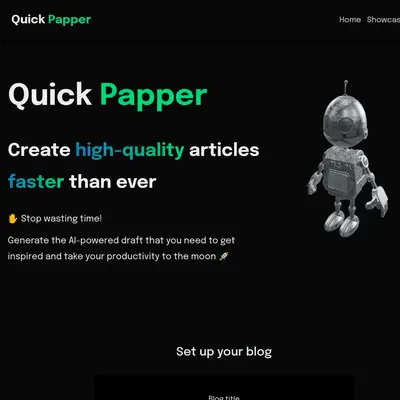 Quick Papper
Home Showcas
Quick Papper
Create high-quality articles
faster than ever
✋ Stop wasting time!
Generate the AI-powered draft that you need to get
inspired and take your productivity to the moon 🚀
Set up your blog
Blog title